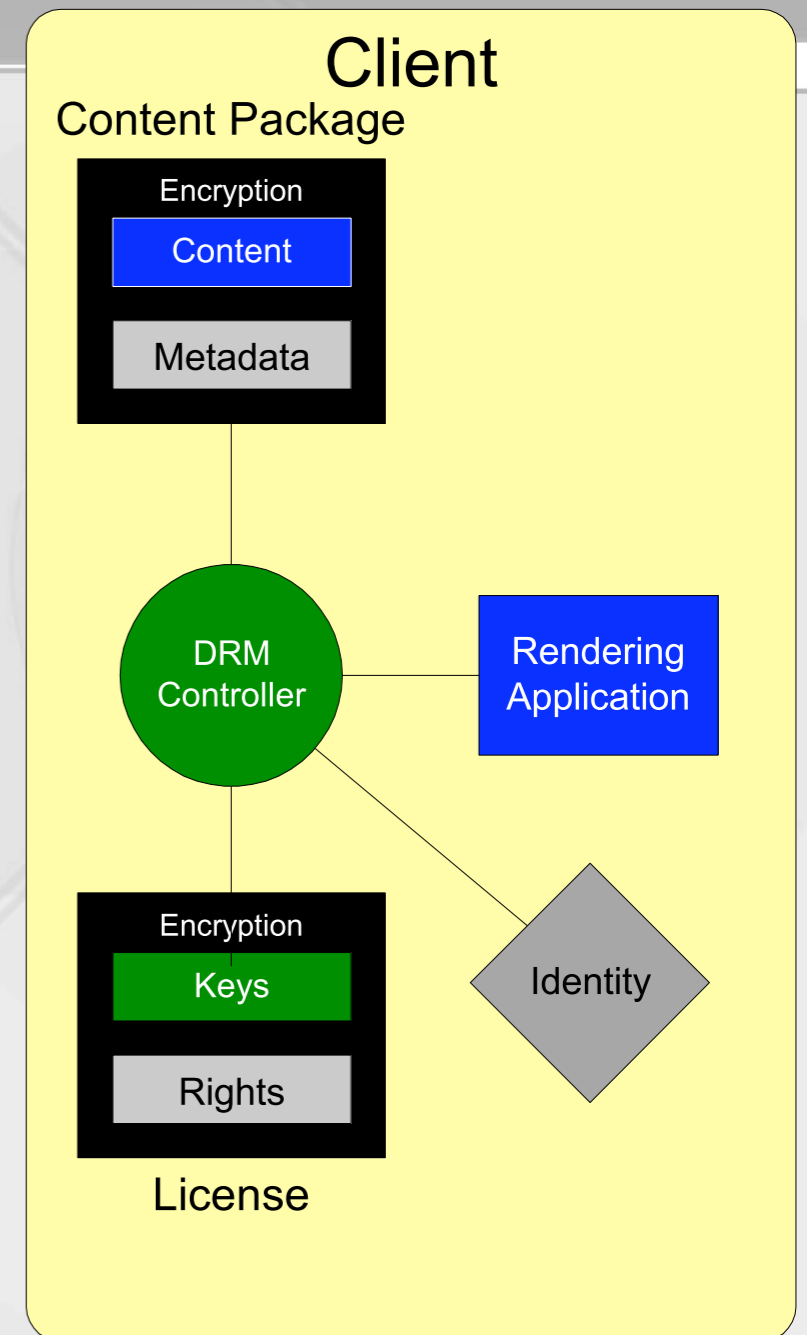 Client
Content Package
Encryption
Content
Metadata
DRM
Controller
Rendering
Application
Encryption
Keys
Rights
License
Identity